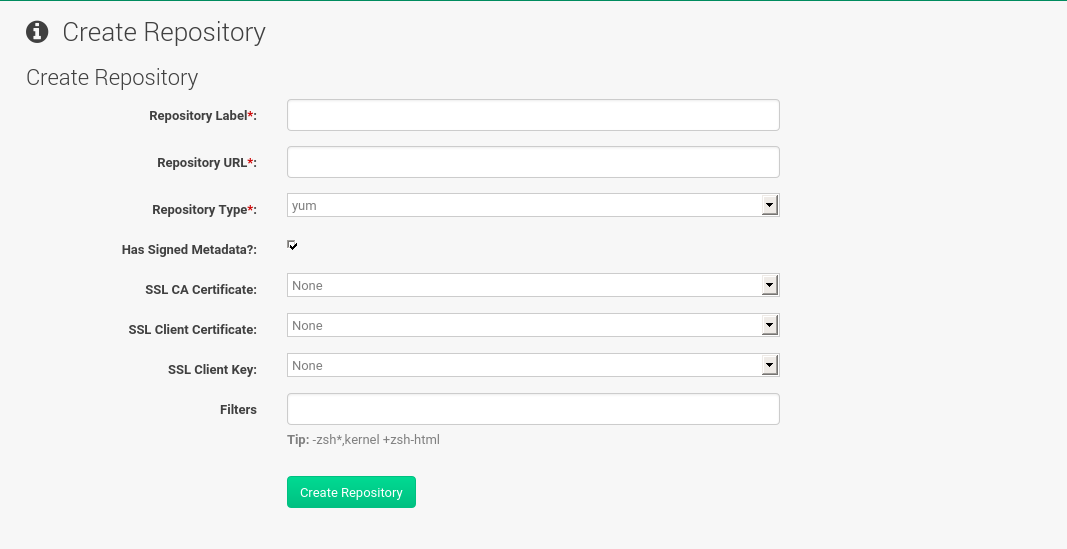 Create Repository
Create Repository
Repository Label*:
Repository URL*:
Repository Type*: yum
Has Signed Metadata?:
SSL CA Certificate: None
SSL Client Certificate: None
SSL Client Key: None
Filters
Tip: -zsh*,kernel +zsh-html
Create Repository